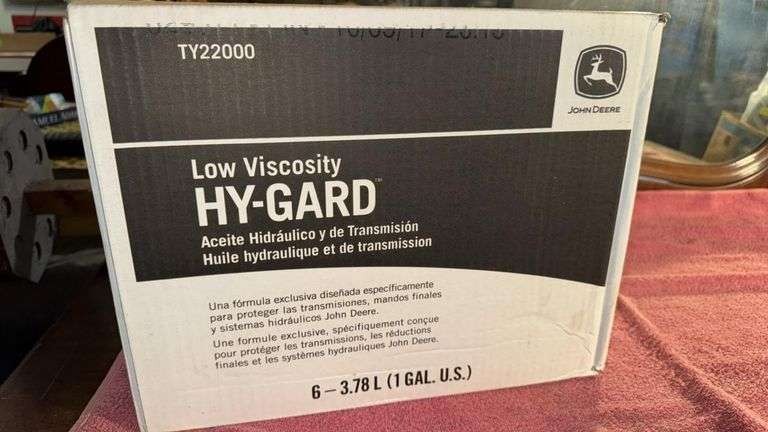 TY22000
JOHN DEERE
Low Viscosity
HY-GARD™
Aceite Hidráulico y de Transmisión
Huile hydraulique et de transmission
Una fórmula exclusiva diseñada específicamente
para proteger las transmisiones, mandos finales
y sistemas hidráulicos John Deere.
Une formule exclusive, spécifiquement conçue
pour protéger les transmissions, les réductions
finales et les systèmes hydrauliques John Deere.
6 – 3.78 L (1 GAL. U.S.)